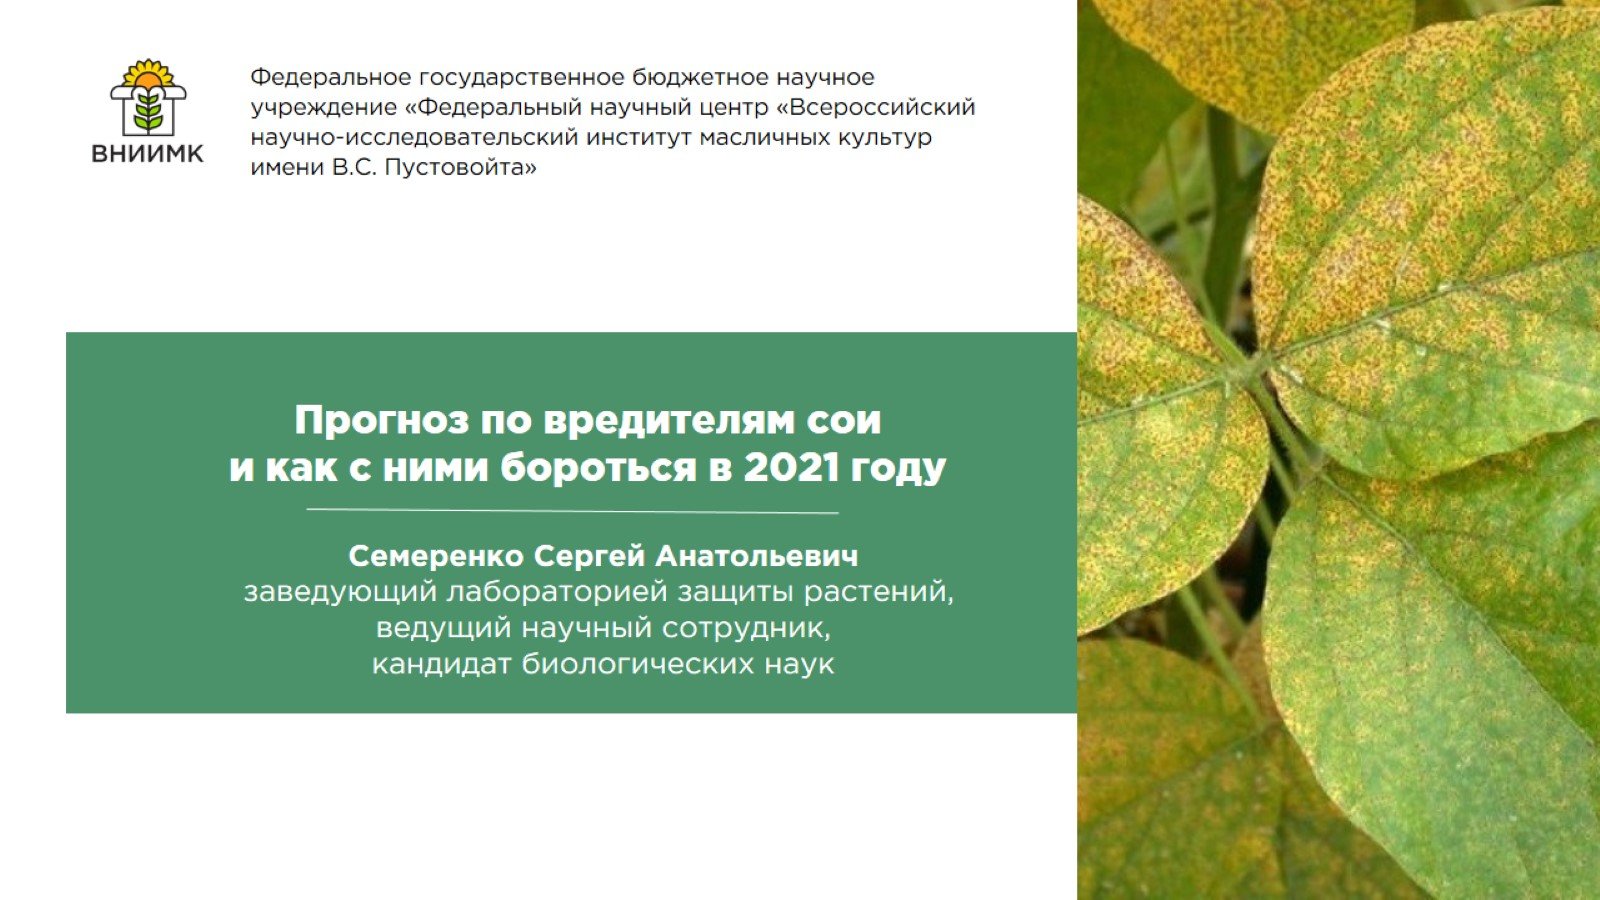 ВНИИМК
Федеральное государственное бюджетное научное
учреждение «Федеральный научный центр «Всероссийский
научно-исследовательский институт масличных культур
имени В.С. Пустовойта»
Прогноз по вредителям сои
и как с ними бороться в 2021 году
Семеренко Сергей Анатольевич
заведующий лабораторией защиты растений,
ведущий научный сотрудник,
кандидат биологических наук